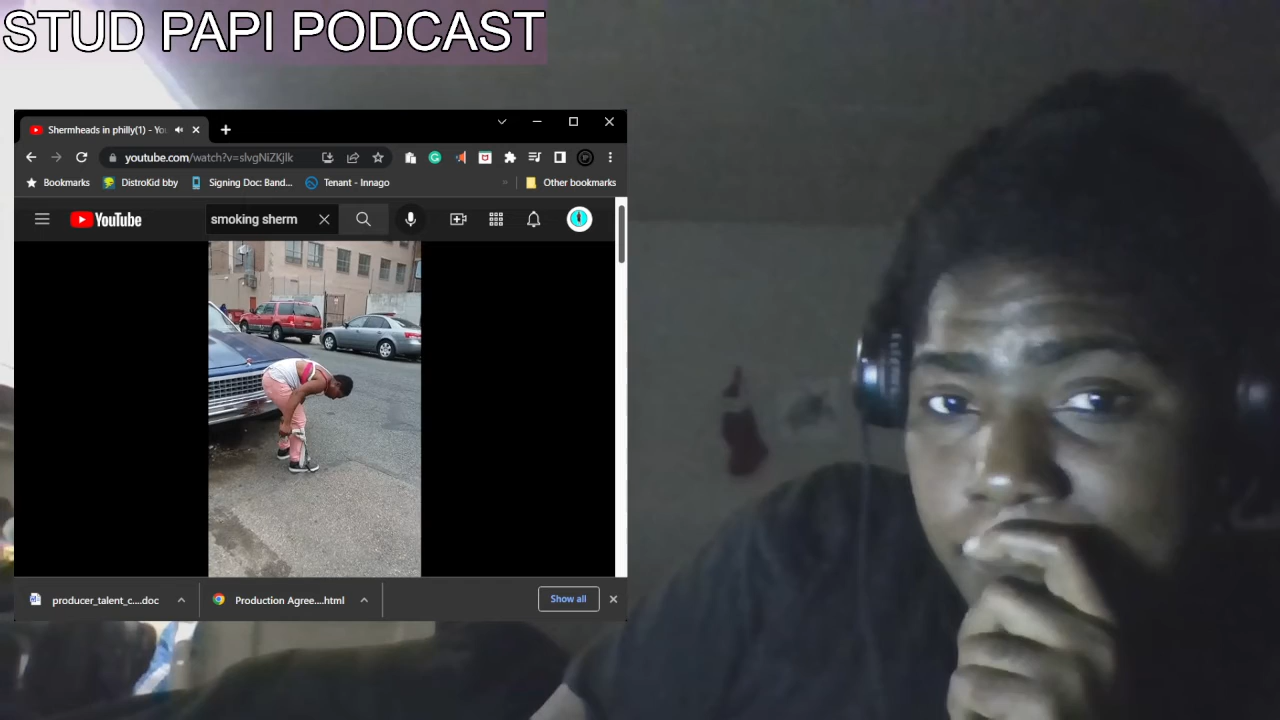 STUD PAPI PODCAST
Shermheads in philly(1) - You
youtube.com/watch?v=slvgNiZKjlk
Bookmarks
DistroKid bby
Signing Doc: Band...
Tenant - Innago
»
Other bookmarks
YouTube
smoking sherm
producer_talent_c....doc
Production Agree....html
Show all